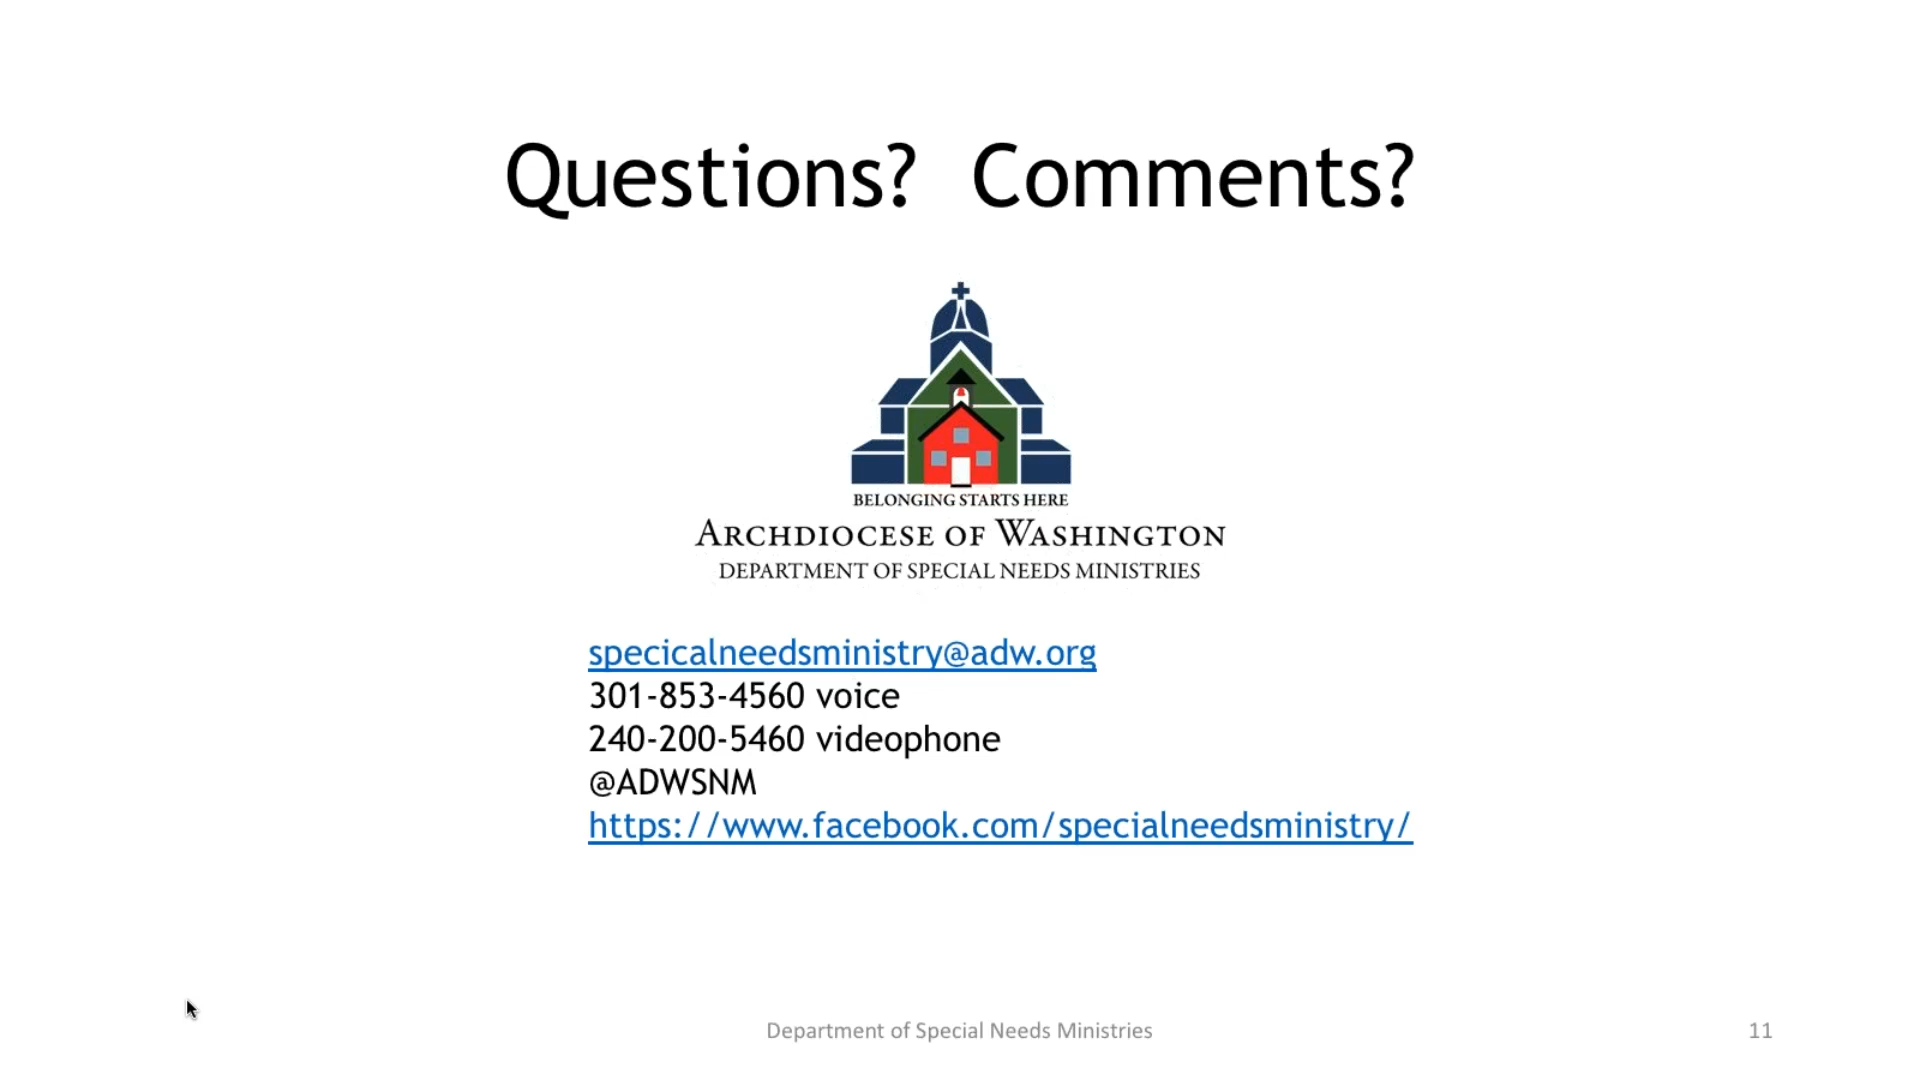 Questions?  Comments?
BELONGING STARTS HERE
ARCHDIOCESE OF WASHINGTON
DEPARTMENT OF SPECIAL NEEDS MINISTRIES
specicalneedsministry@adw.org
301-853-4560 voice
240-200-5460 videophone
@ADWSNM
https://www.facebook.com/specialneedsministry/
Department of Special Needs Ministries
11